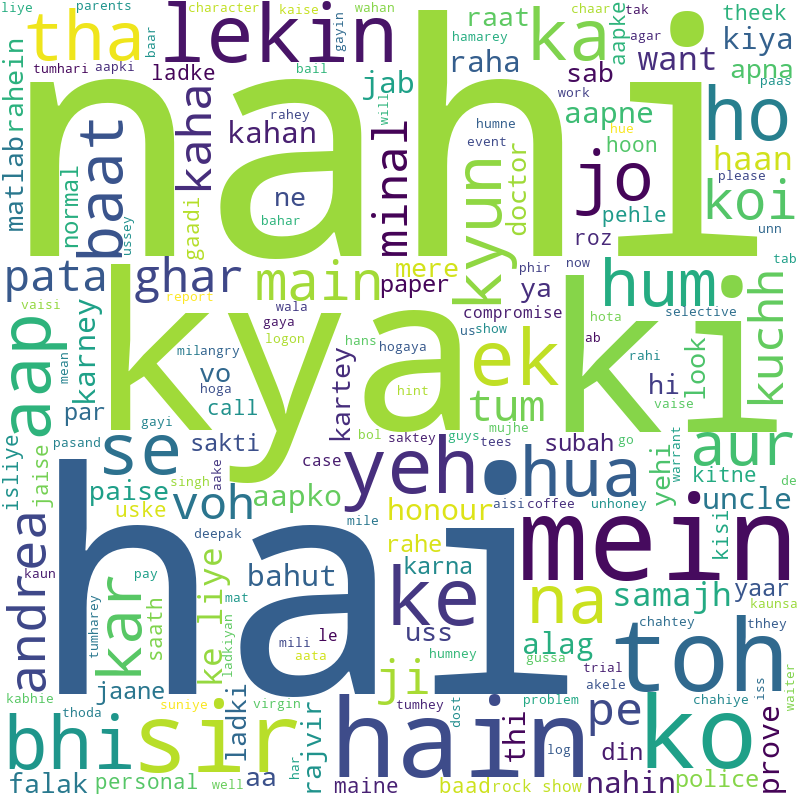 liye parents character kaise wahan chaar tak
tha lekin ka raat theek
tumhari aapki baar gayin hamarey agar aapke kiya
matlab rahein ladke jab raha sab want apna
bail will work paas
nahi
baat kaha kahan rahey humne aapne hue hoon ho
normal minal event kyun doctor jo please haan
ne koi
gaadi bahar pehle unn
ussey roz
pata ghar main mere phir now hum tab
vaisi report wala paper ya kuchh
gaya compromise hota selective
kya ki
aap karney logon us show ab
mean milangry hans hogaya ek rahi look
vo hoga hint hi vaise
par call kartey tum mujhe
gayi bol guys go
pasand se sakti saktey tees subah aur
isliye jaise case yeh hua yehi warrant kitne
singh aake de
paise voh aapko honour aisi coffee unhoney uncle
uske mile kisi
hai
andrea deepak rahe mein
kaun pay bahut karna samajh yaar
kar saath ke liye mat ke na kaunsa
tumharey ladkiyan uss chahtey thhey
mili le humney alag toh
jaane aata ji gussa trial
kabhie suniye virgin tumhey dost problem akele chahiye iss waiter
thoda pe
bhi sir ladki rajvir hain thi ko prove
har log din
falak personal well aa maine baad rock show nahin police